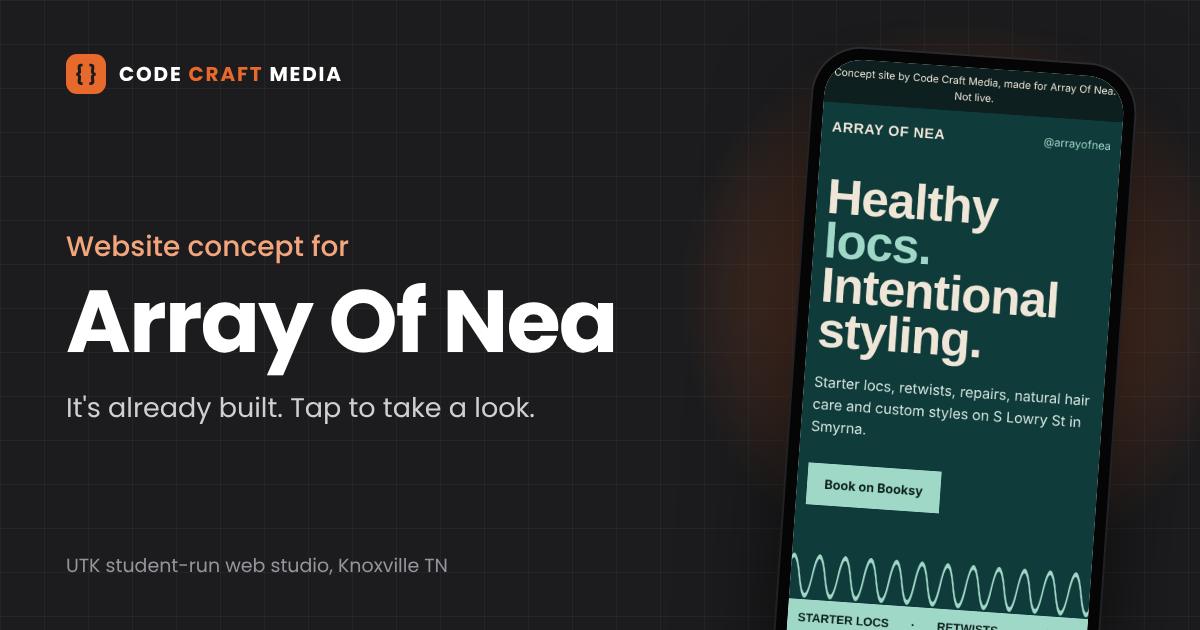 { } CODE CRAFT MEDIA
Website concept for
Array Of Nea
It's already built. Tap to take a look.
UTK student-run web studio, Knoxville TN
Concept site by Code Craft Media, made for Array Of Nea.
Not live.
ARRAY OF NEA
@arrayofnea
Healthy
locs.
Intentional
styling.
Starter locs, retwists, repairs, natural hair
care and custom styles on S Lowry St in
Smyrna.
Book on Booksy
STARTER LOCS · RETWISTS